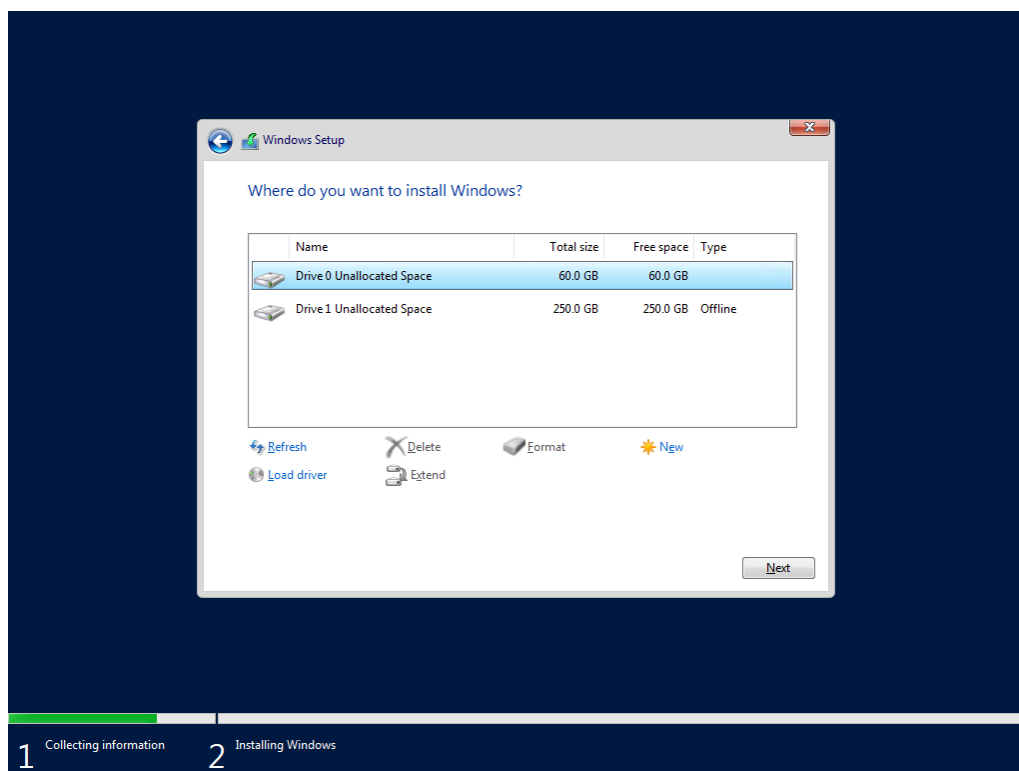 Windows Setup
Where do you want to install Windows?
Name Total size Free space Type
Drive 0 Unallocated Space 60.0 GB 60.0 GB
Drive 1 Unallocated Space 250.0 GB 250.0 GB Offline
Refresh Delete Format New
Load driver Extend
Next
1 Collecting information 2 Installing Windows